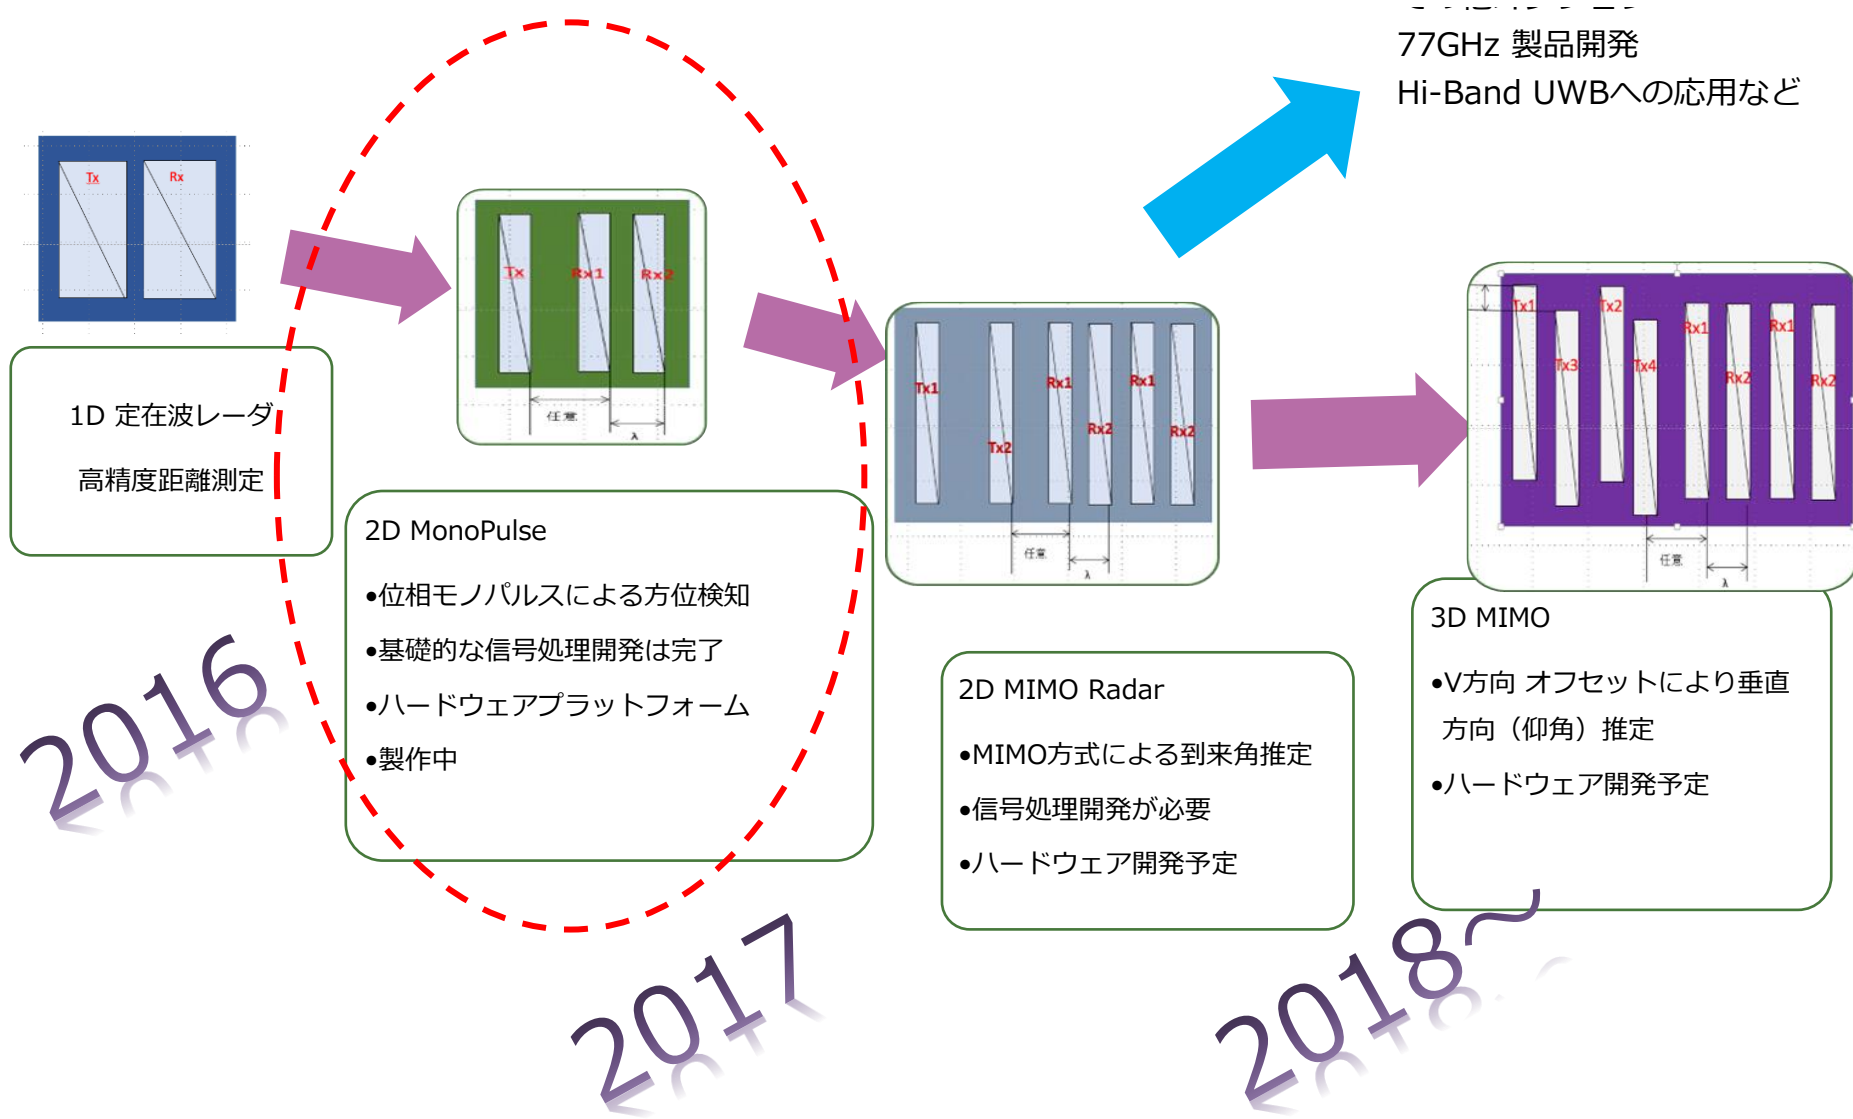 77GHz 製品開発
Hi-Band UWBへの応用など
Tx
Rx
1D 定在波レーダ
高精度距離測定
2016
Tx
Rx1
Rx2
任意
λ
2D MonoPulse
•位相モノパルスによる方位検知
•基礎的な信号処理開発は完了
•ハードウェアプラットフォーム
•製作中
2017
Tx1
Tx2
Rx1
Rx2
Rx1
Rx2
任意
λ
2D MIMO Radar
•MIMO方式による到来角推定
•信号処理開発が必要
•ハードウェア開発予定
Tx1
Tx3
Tx2
Tx4
Rx1
Rx2
Rx1
Rx2
任意
λ
3D MIMO
•V方向 オフセットにより垂直
方向（仰角）推定
•ハードウェア開発予定
2018～